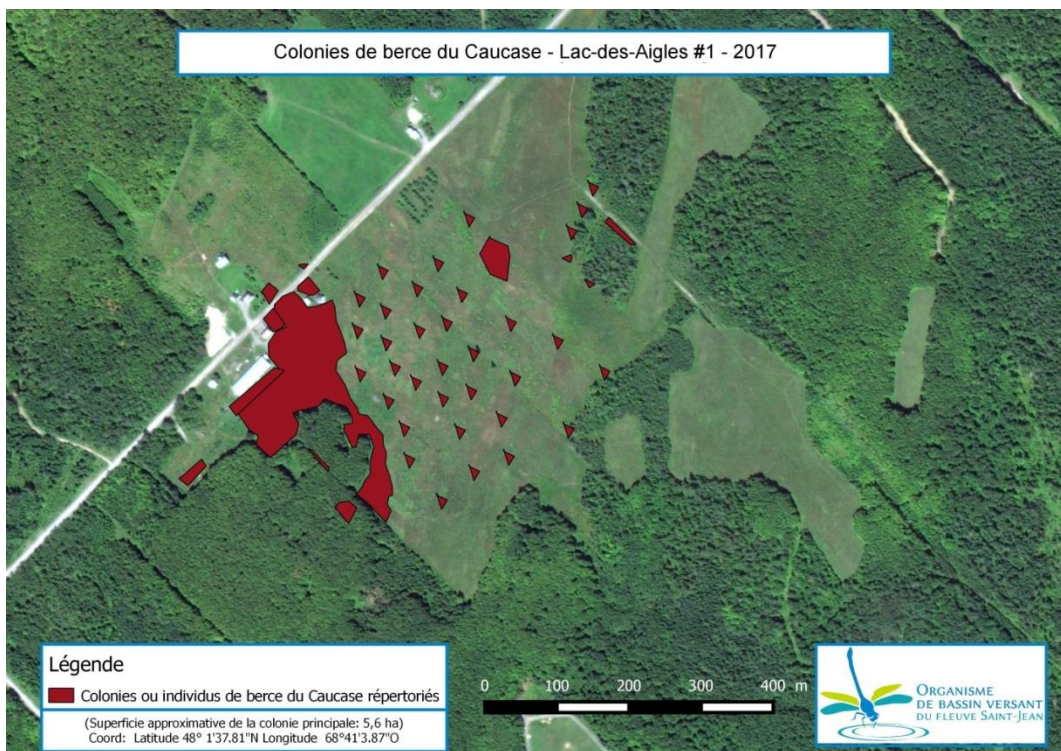 Colonies de berce du Caucase - Lac-des-Aigles #1 - 2017
Légende
Colonies ou individus de berce du Caucase répertoriés
(Superficie approximative de la colonie principale: 5,6 ha)
Coord: Latitude 48° 1'37.81"N Longitude 68°41'3.87"O
0 100 200 300 400 m
ORGANISME
DE BASSIN VERSANT
DU FLEUVE SAINT-JEAN